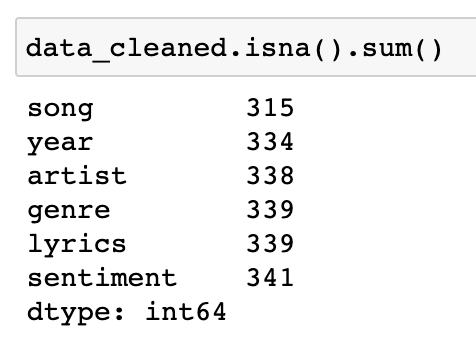 data_cleaned.isna().sum()
song 315
year 334
artist 338
genre 339
lyrics 339
sentiment 341
dtype: int64